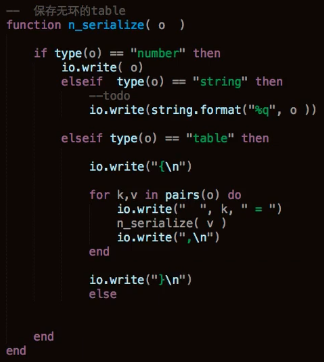 -- 保存无环的table
function n_serialize( o  )
if type(o) == "number" then
io.write( o)
elseif  type(o) == "string" then
--todo
io.write(string.format("%q", o ))
elseif type(o) == "table" then
io.write("{\n")
for k,v in pairs(o) do
io.write("  ", k, " = ")
n_serialize( v )
io.write(",\n")
end
io.write("}\n")
else
end
end